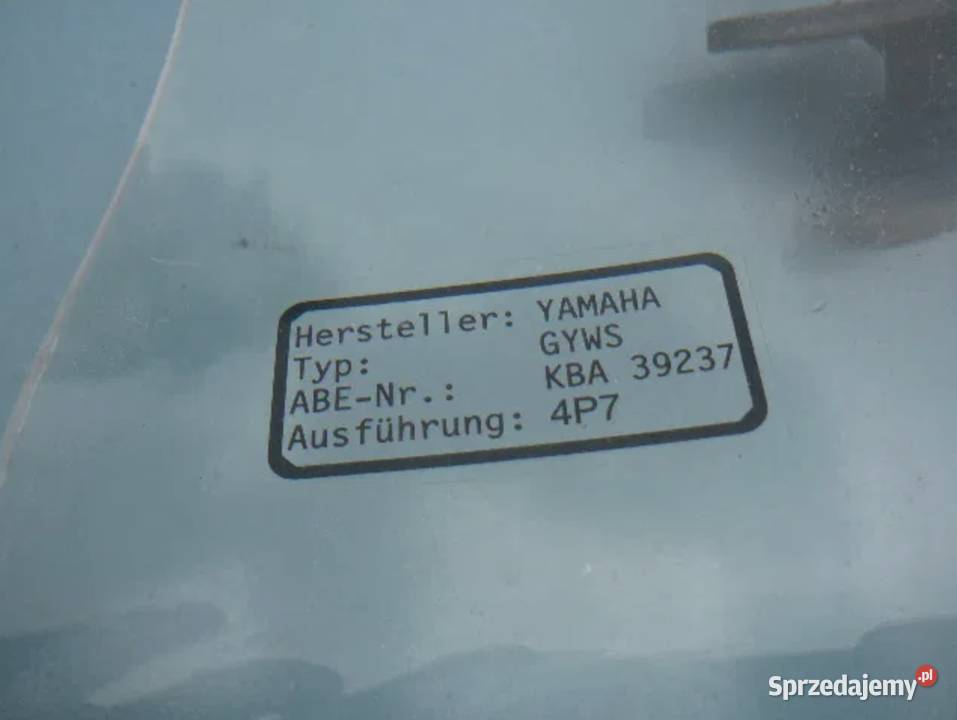 Hersteller: YAMAHA
Typ: GYWS
ABE-Nr.: KBA 39237
Ausführung: 4P7
Sprzedajemy.pl